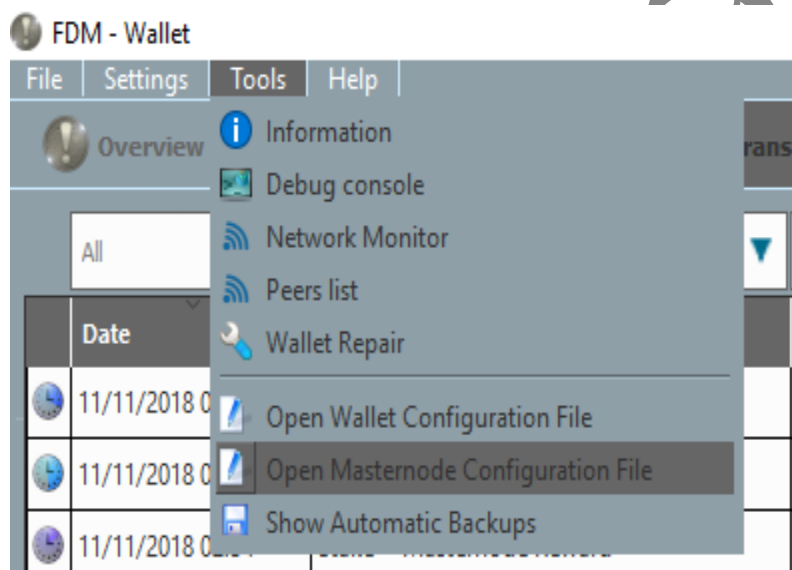 FDM - Wallet
File Settings Tools Help
Overview
Information
Debug console
Network Monitor
All
Peers list
Date
Wallet Repair
11/11/2018
Open Wallet Configuration File
11/11/2018
Open Masternode Configuration File
Show Automatic Backups
11/11/2018